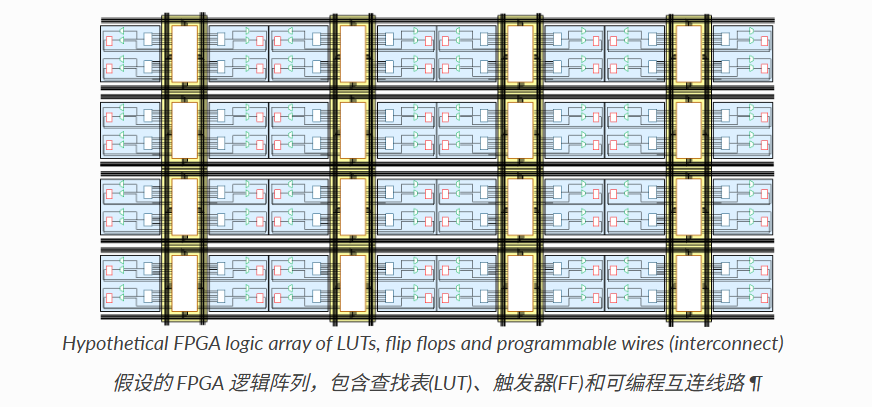 Hypothetical FPGA logic array of LUTs, flip flops and programmable wires (interconnect)
假设的 FPGA 逻辑阵列，包含查找表(LUT)、触发器(FF)和可编程互连线路 ¶